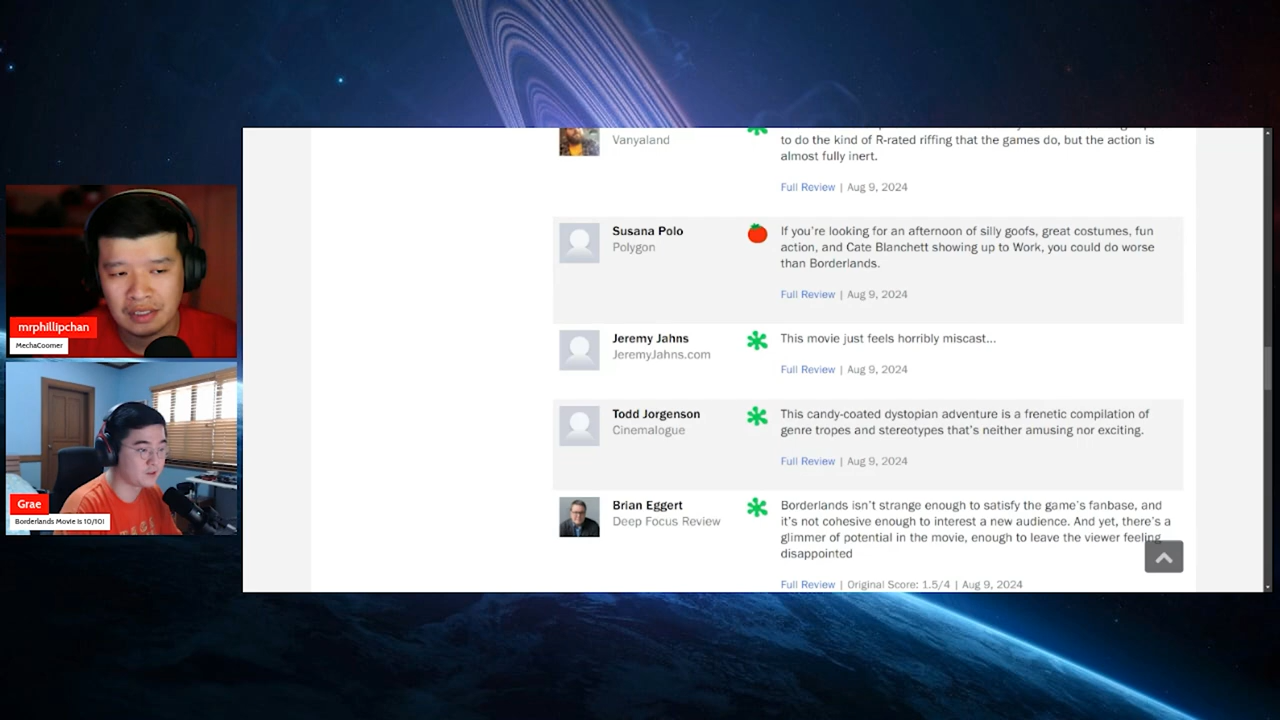 to do the kind of R-rated riffing that the games do, but the action is
almost fully inert.
Vanyaland
Full Review | Aug 9, 2024
Susana Polo
Polygon
If you're looking for an afternoon of silly goofs, great costumes, fun
action, and Cate Blanchett showing up to Work, you could do worse
than Borderlands.
Full Review | Aug 9, 2024
Jeremy Jahns
JeremyJahns.com
This movie just feels horribly miscast...
Full Review | Aug 9, 2024
Todd Jorgenson
Cinemalogue
This candy-coated dystopian adventure is a frenetic compilation of
genre tropes and stereotypes that's neither amusing nor exciting.
Full Review | Aug 9, 2024
Brian Eggert
Deep Focus Review
Borderlands isn't strange enough to satisfy the game's fanbase, and
it's not cohesive enough to interest a new audience. And yet, there's a
glimmer of potential in the movie, enough to leave the viewer feeling
disappointed
Full Review | Original Score: 1.5/4 | Aug 9, 2024
mrphillipchan
MechaCoomer
Grae
Borderlands Movie Is 10/10!